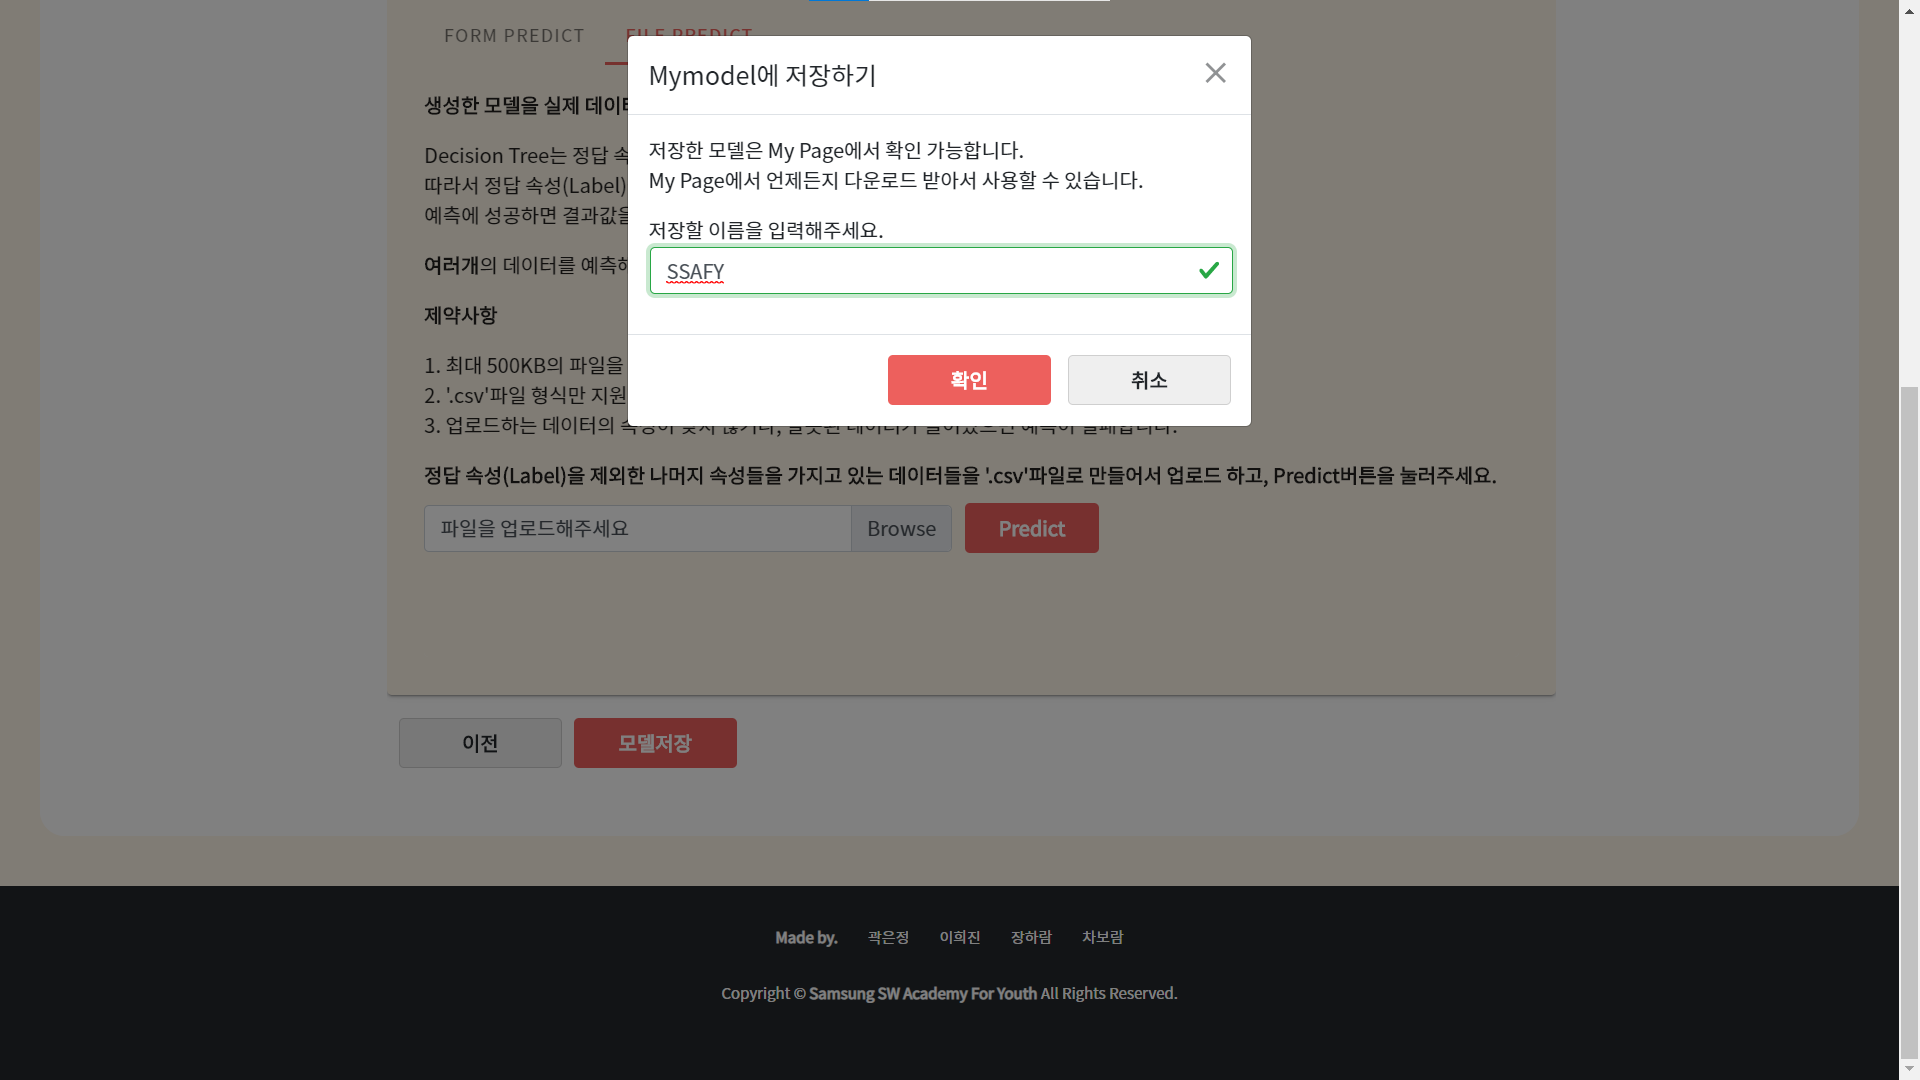 FORM PREDICT
FILE PREDICT
Mymodel에 저장하기
생성한 모델을 실제 데이터
저장한 모델은 My Page에서 확인 가능합니다.
Decision Tree는 정답 속
My Page에서 언제든지 다운로드 받아서 사용할 수 있습니다.
따라서 정답 속성(Label)
예측에 성공하면 결과값을
저장할 이름을 입력해주세요.
여러개의 데이터를 예측해
SSAFY
제약사항
1. 최대 500KB의 파일을
확인 취소
2. '.csv'파일 형식만 지원
3. 업로드하는 데이터의
정답 속성(Label)을 제외한 나머지 속성들을 가지고 있는 데이터들을 '.csv'파일로 만들어서 업로드 하고, Predict버튼을 눌러주세요.
파일을 업로드해주세요 Browse Predict
이전 모델저장
Made by. 곽은정 이희진 장하람 차보람
Copyright © Samsung SW Academy For Youth All Rights Reserved.